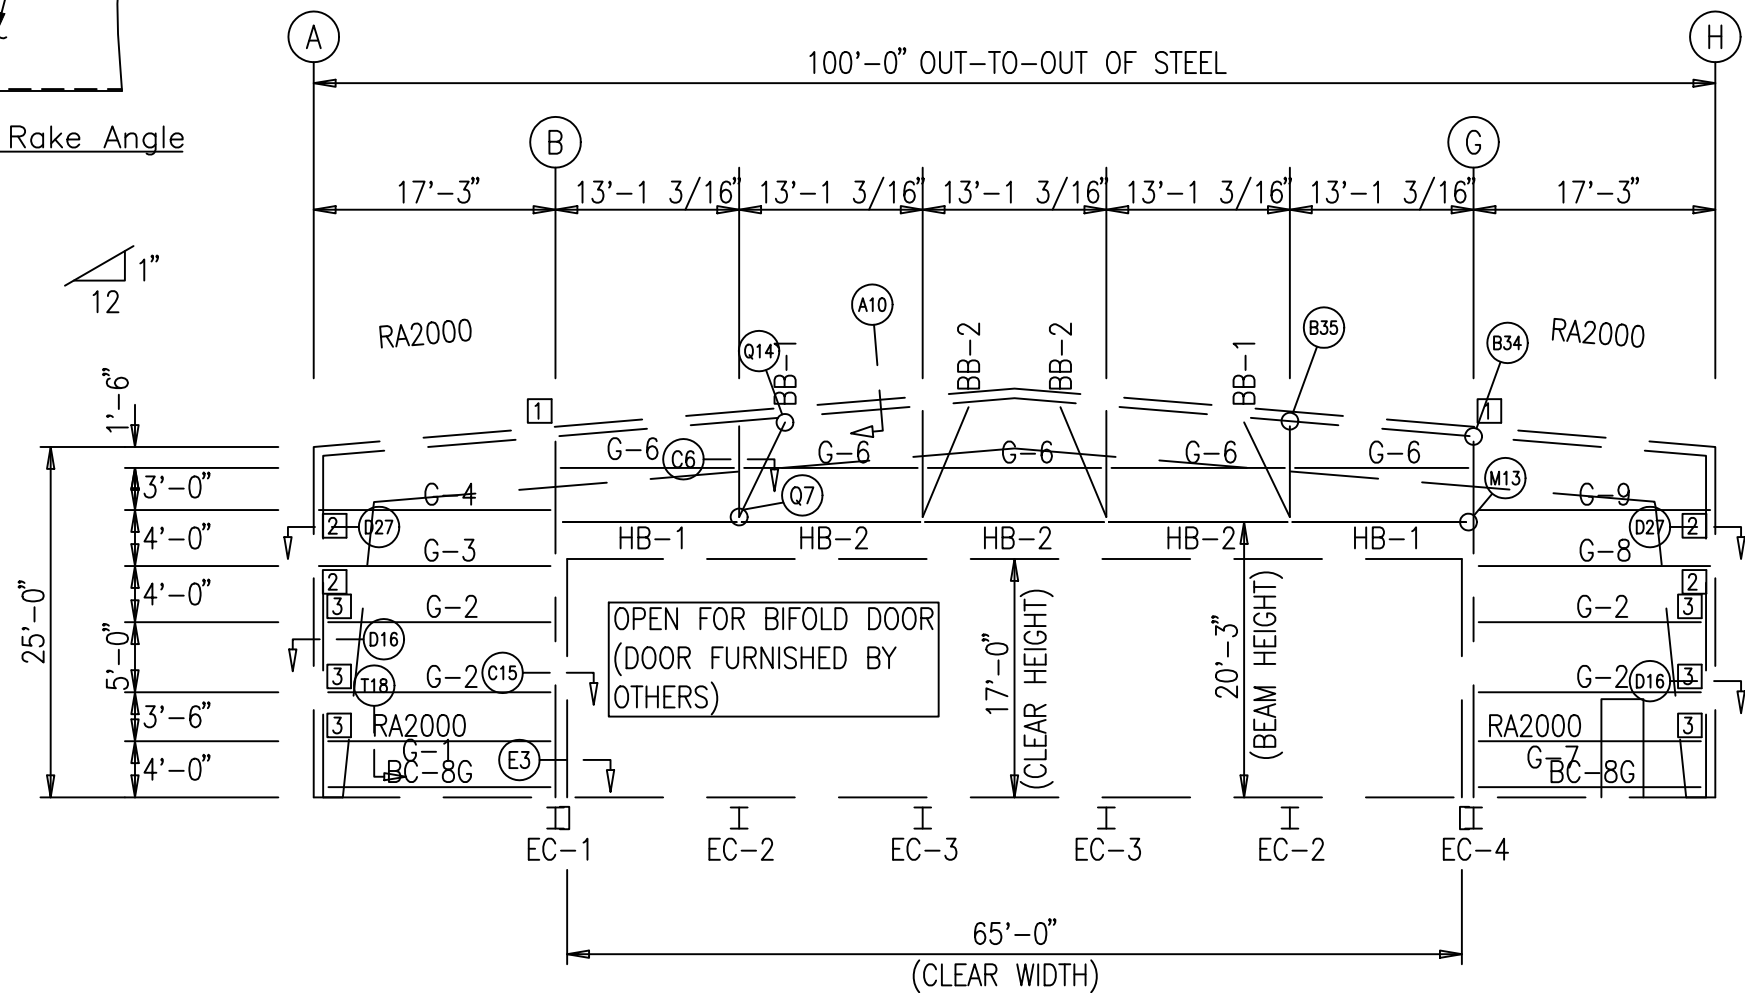 A
H
100'-0" OUT-TO-OUT OF STEEL
Rake Angle
B
G
17'-3"
13'-1 3/16"
13'-1 3/16"
13'-1 3/16"
13'-1 3/16"
13'-1 3/16"
17'-3"
1"
12
RA2000
A10
Q14
BB-1
BB-2
BB-2
BB-1
B35
B34
RA2000
1'-6"
1
1
G-6
C6
G-6
G-6
G-6
G-6
3'-0"
G-4
Q7
M13
G-9
4'-0"
2
D27
HB-1
HB-2
HB-2
HB-2
HB-1
D27
2
G-3
G-8
25'-0"
4'-0"
2
3
G-2
2
3
G-2
OPEN FOR BIFOLD DOOR
(DOOR FURNISHED BY
OTHERS)
17'-0"
(CLEAR HEIGHT)
20'-3"
(BEAM HEIGHT)
5'-0"
D16
3
T18
G-2
C15
G-2
D16
3
3'-6"
3
RA2000
RA2000
3
4'-0"
G-1
BC-8G
E3
G-7
BC-8G
EC-1
EC-2
EC-3
EC-3
EC-2
EC-4
65'-0"
(CLEAR WIDTH)